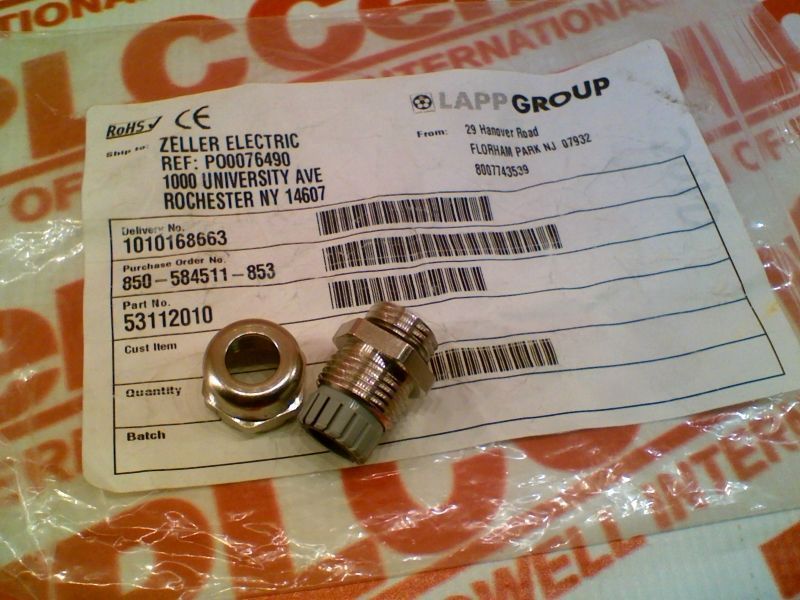 RoHS CE
LAPP GROUP
Ship to: ZELLER ELECTRIC
REF: PO0076490
1000 UNIVERSITY AVE
ROCHESTER NY 14607
From: 29 Hanover Road
FLORHAM PARK NJ 07932
8007743539
Delivery No.
1010168663
Purchase Order No.
850-584511-853
Part No.
53112010
Cust Item
Quantity
Batch